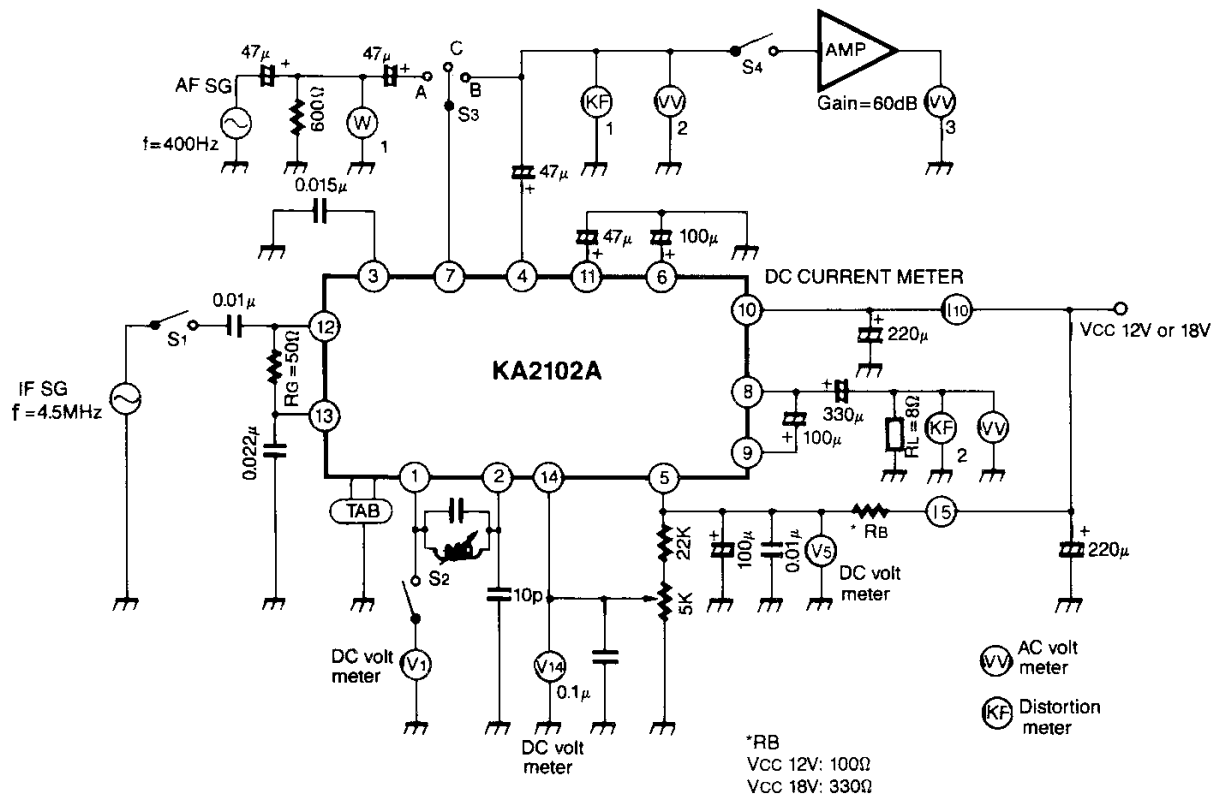 C
47μ
47μ
+
+
A
B
S3
S4
AMP
AF SG
f=400Hz
600Ω
W
1
KF
1
VV
2
Gain=60dB
VV
3
0.015μ
47μ
+
47μ
+
100μ
+
3
7
4
11
6
DC CURRENT METER
0.01μ
S1
12
10
I10
+
220μ
VCC 12V or 18V
RG=50Ω
KA2102A
IF SG
f=4.5MHz
13
8
+
330μ
100μ
+
RL=8Ω
KF
2
VV
9
0.022μ
1
2
14
5
TAB
S2
10p
22K
5K
+
100μ
0.01μ
V5
DC volt
meter
*RB
I5
+
220μ
DC volt
meter
V1
V14
0.1μ
DC volt
meter
VV
AC volt
meter
KF
Distortion
meter
*RB
VCC 12V: 100Ω
VCC 18V: 330Ω